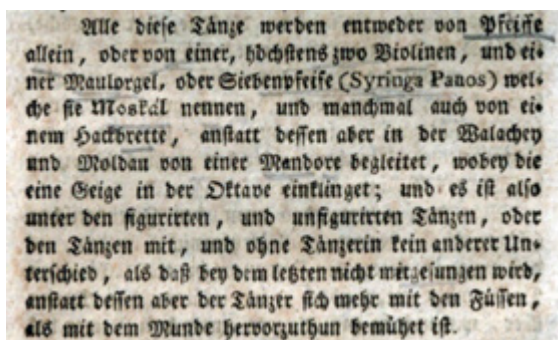 Alle diese Tänze werden entweder von Pfeiffe
allein, oder von einer, höchstens zwo Violinen, und ei-
ner Maulorgel, oder Siebenpfeife (Syringa Panos) wel-
che sie Moskál nennen, und manchmal auch von ei-
nem Hackbrette, anstatt dessen aber in der Walachey
und Moldau von einer Mandore begleitet, wobey die
eine Geige in der Oktave einklinget; und es ist also
unter den figurirten, und unfigurirten Tänzen, oder
den Tänzen mit, und ohne Tänzerin kein anderer Un-
terschied, als daß bey dem letzten nicht mitgesungen wird,
anstatt dessen aber der Tänzer sich mehr mit den Füssen,
als mit dem Munde hervorzuthun bemühet ist.